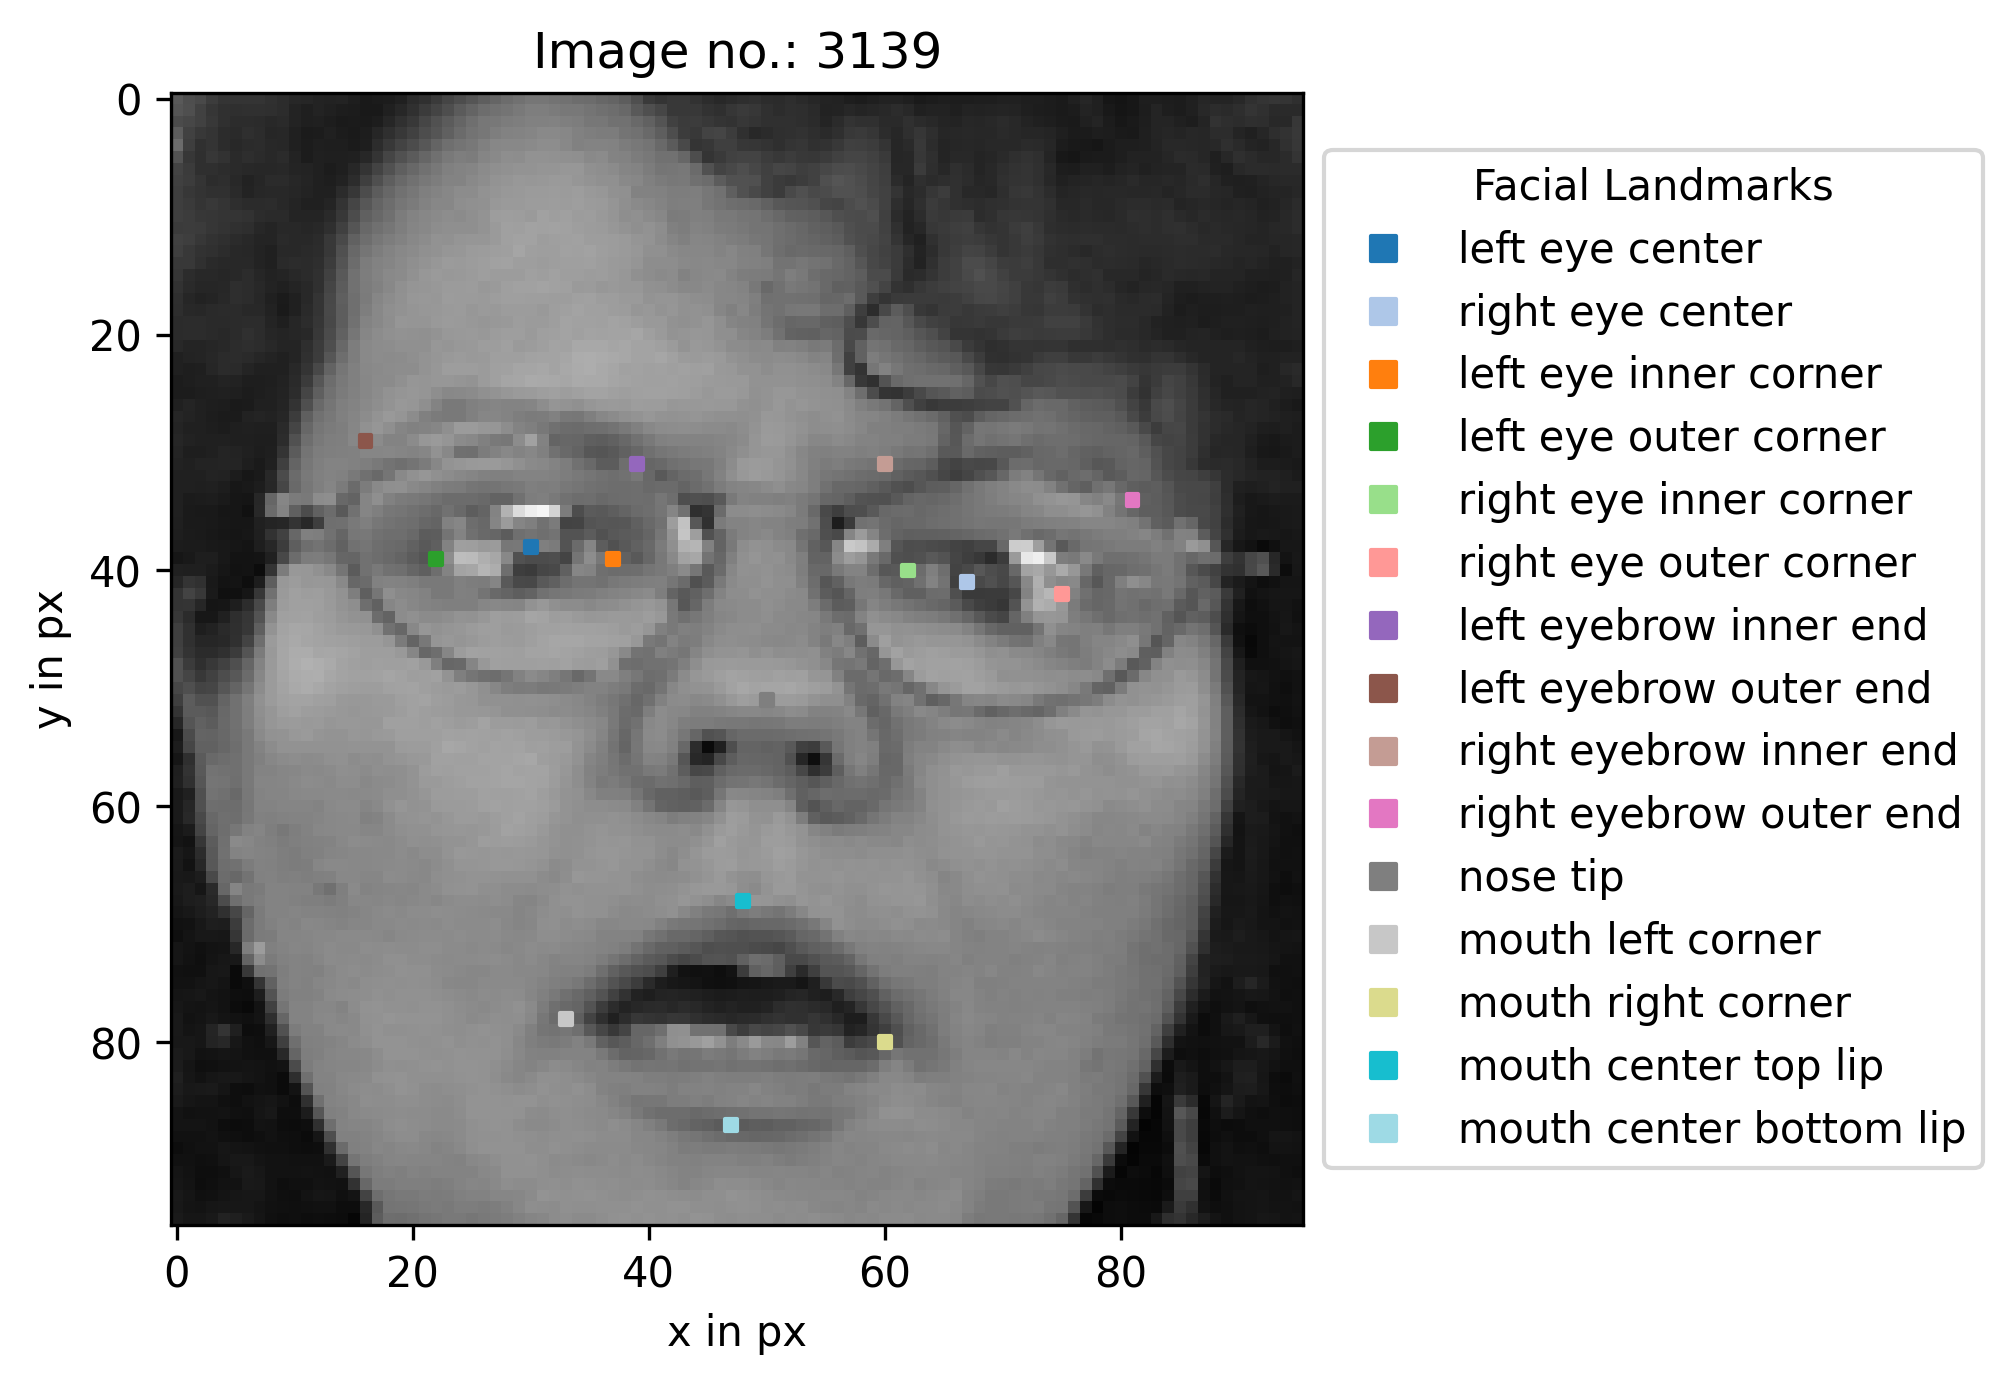 Image no.: 3139
0
20
40
60
80
y in px
0 20 40 60 80
x in px
Facial Landmarks
left eye center
right eye center
left eye inner corner
left eye outer corner
right eye inner corner
right eye outer corner
left eyebrow inner end
left eyebrow outer end
right eyebrow inner end
right eyebrow outer end
nose tip
mouth left corner
mouth right corner
mouth center top lip
mouth center bottom lip